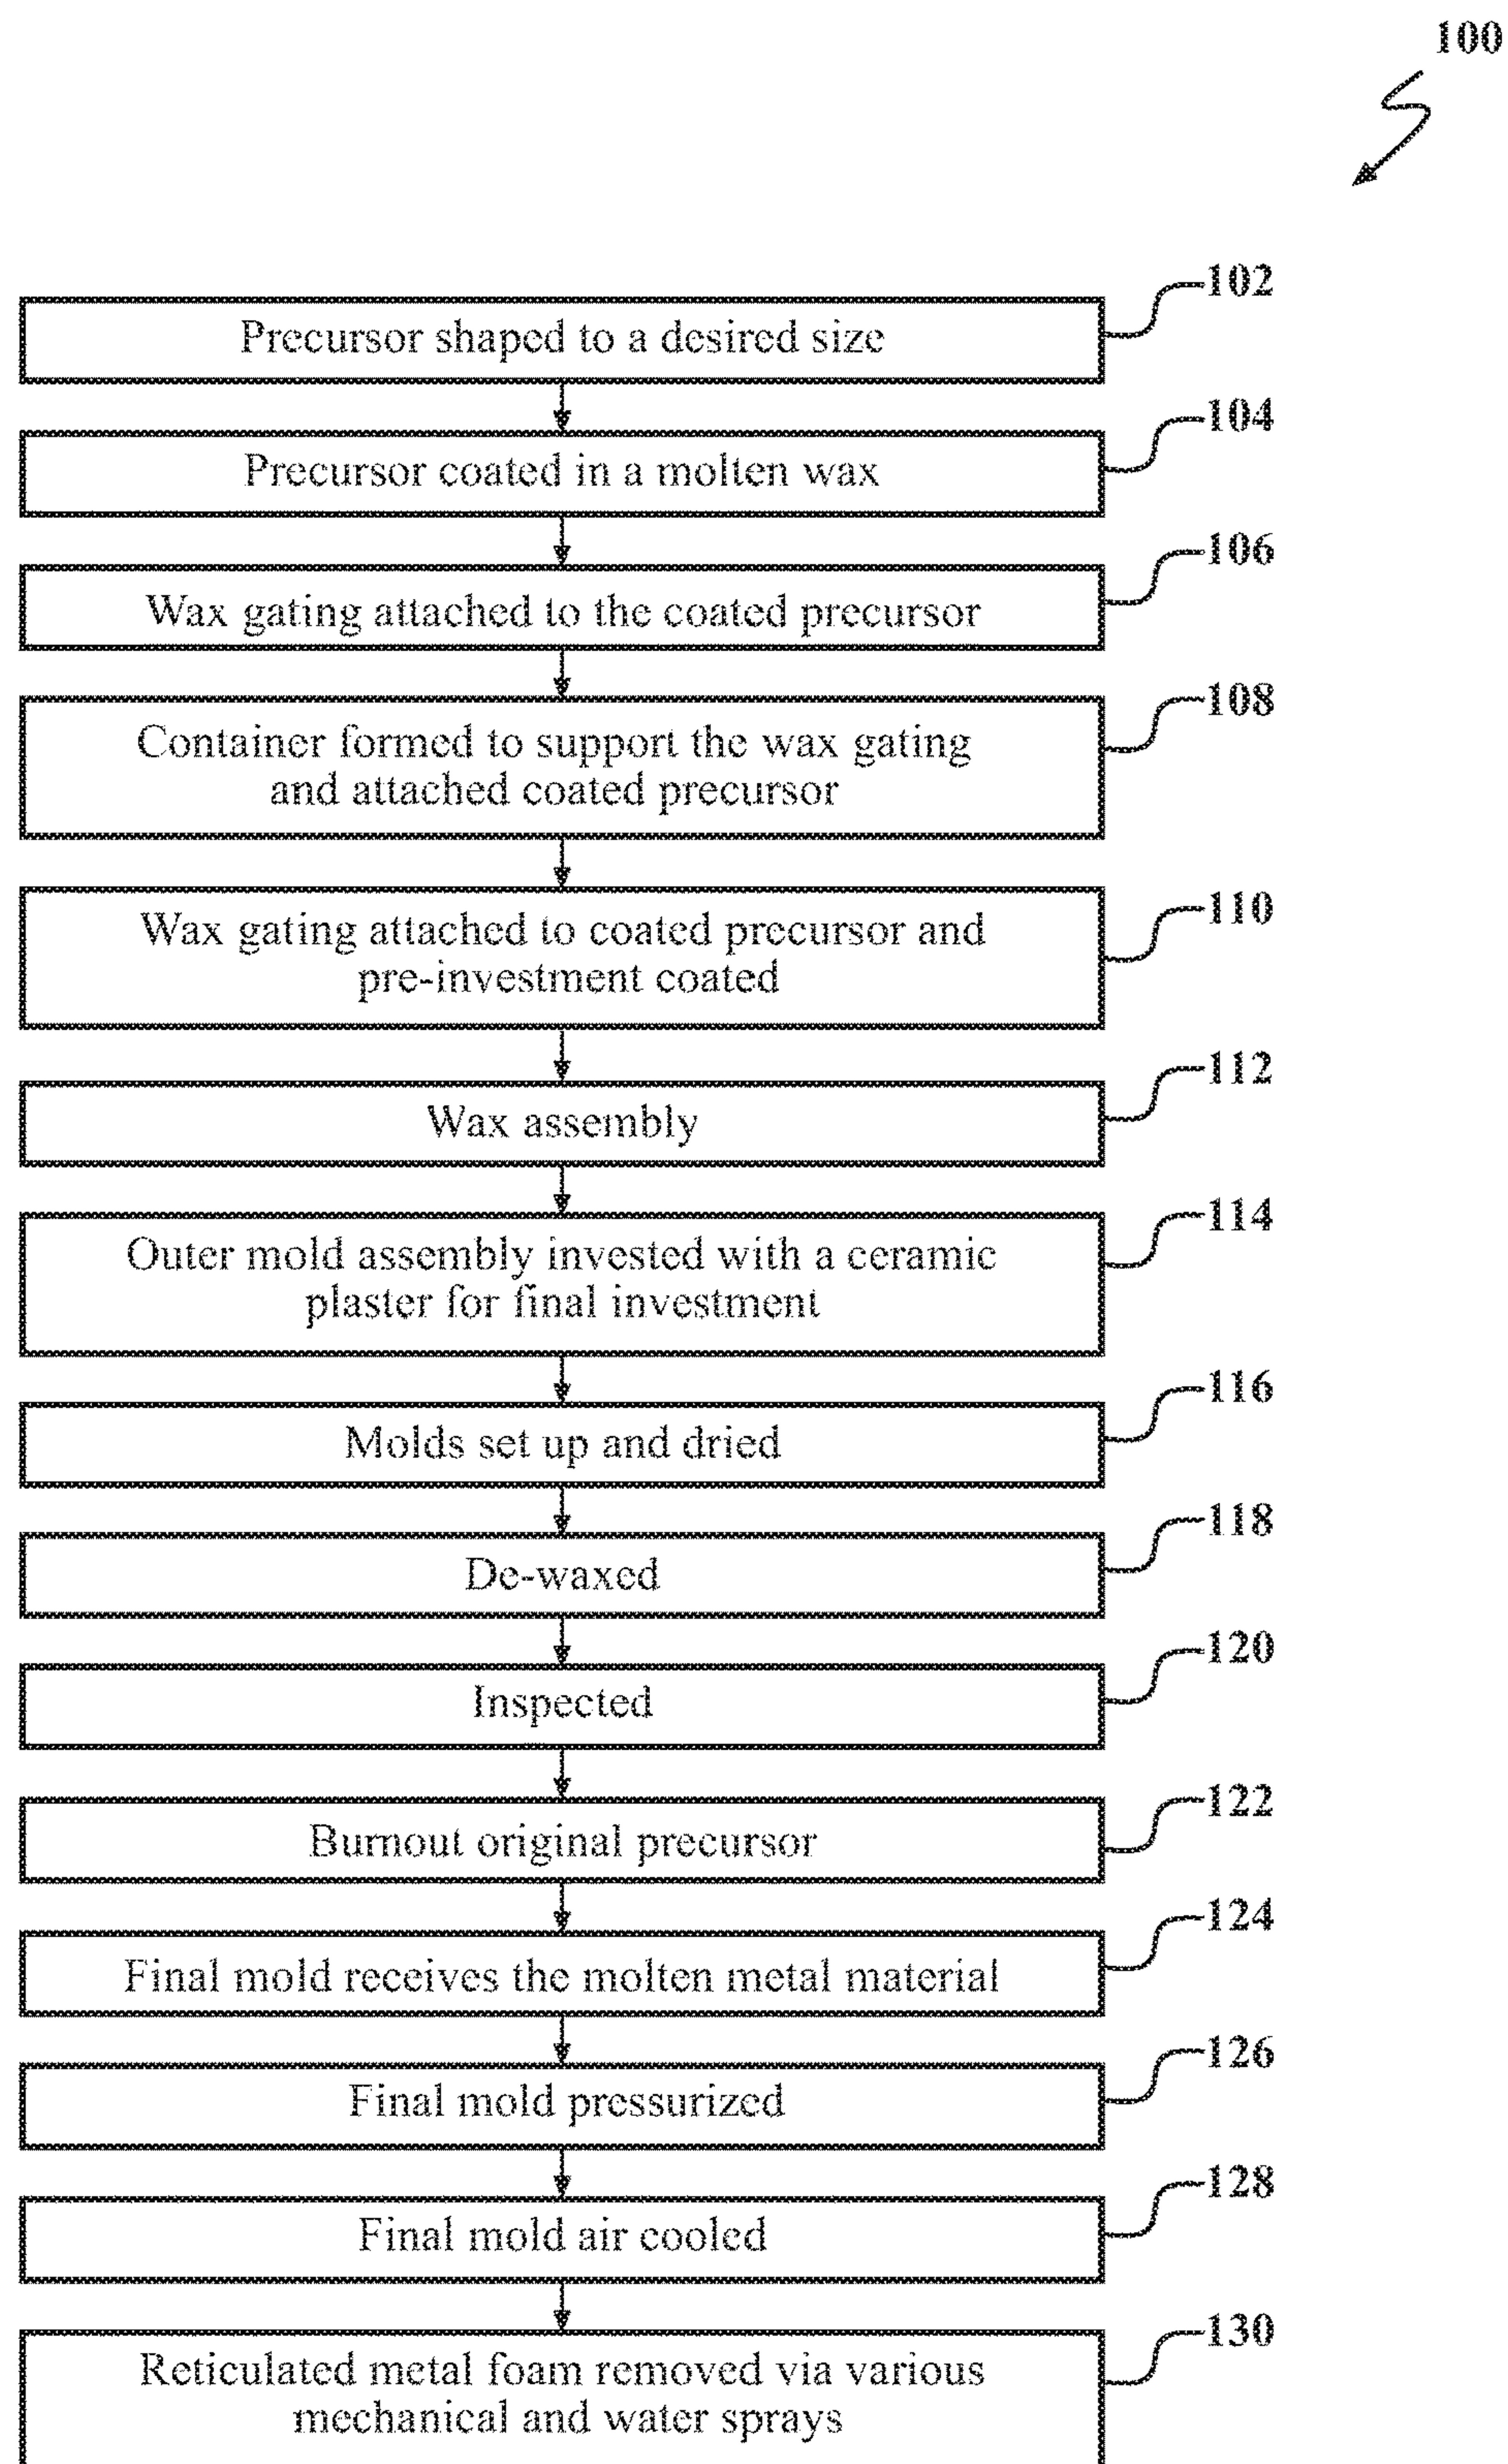 100
102
Precursor shaped to a desired size
104
Precursor coated in a molten wax
106
Wax gating attached to the coated precursor
108
Container formed to support the wax gating
and attached coated precursor
110
Wax gating attached to coated precursor and
pre-investment coated
112
Wax assembly
114
Outer mold assembly invested with a ceramic
plaster for final investment
116
Molds set up and dried
118
De-waxed
120
Inspected
122
Burnout original precursor
124
Final mold receives the molten metal material
126
Final mold pressurized
128
Final mold air cooled
130
Reticulated metal foam removed via various
mechanical and water sprays